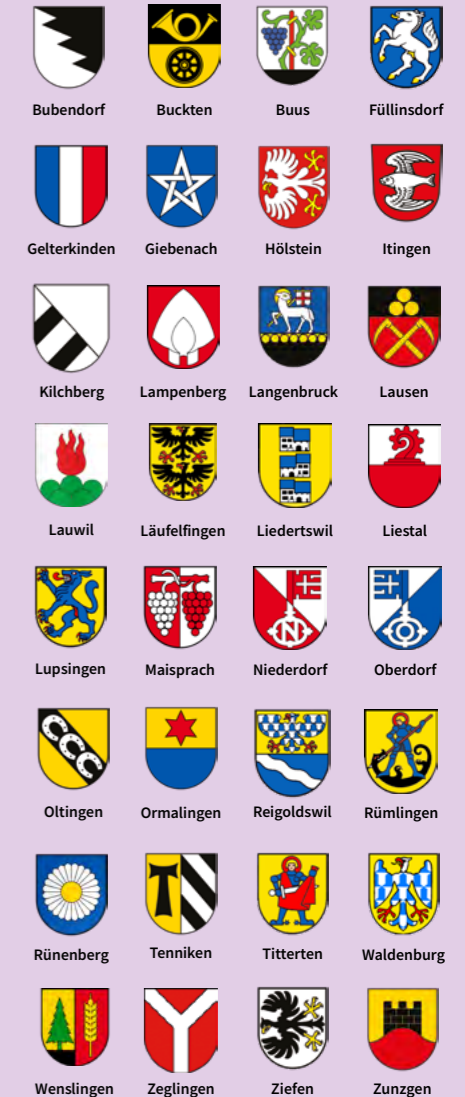 Bubendorf Buckten Buus Füllinsdorf
Gelterkinden Giebenach Hölstein Itingen
Kilchberg Lampenberg Langenbruck Lausen
Lauwil Läufelfingen Liedertswil Liestal
Lupsingen Maisprach Niederdorf Oberdorf
Oltingen Ormalingen Reigoldswil Rümlingen
Rünenberg Tenniken Titterten Waldenburg
Wenslingen Zeglingen Ziefen Zunzgen